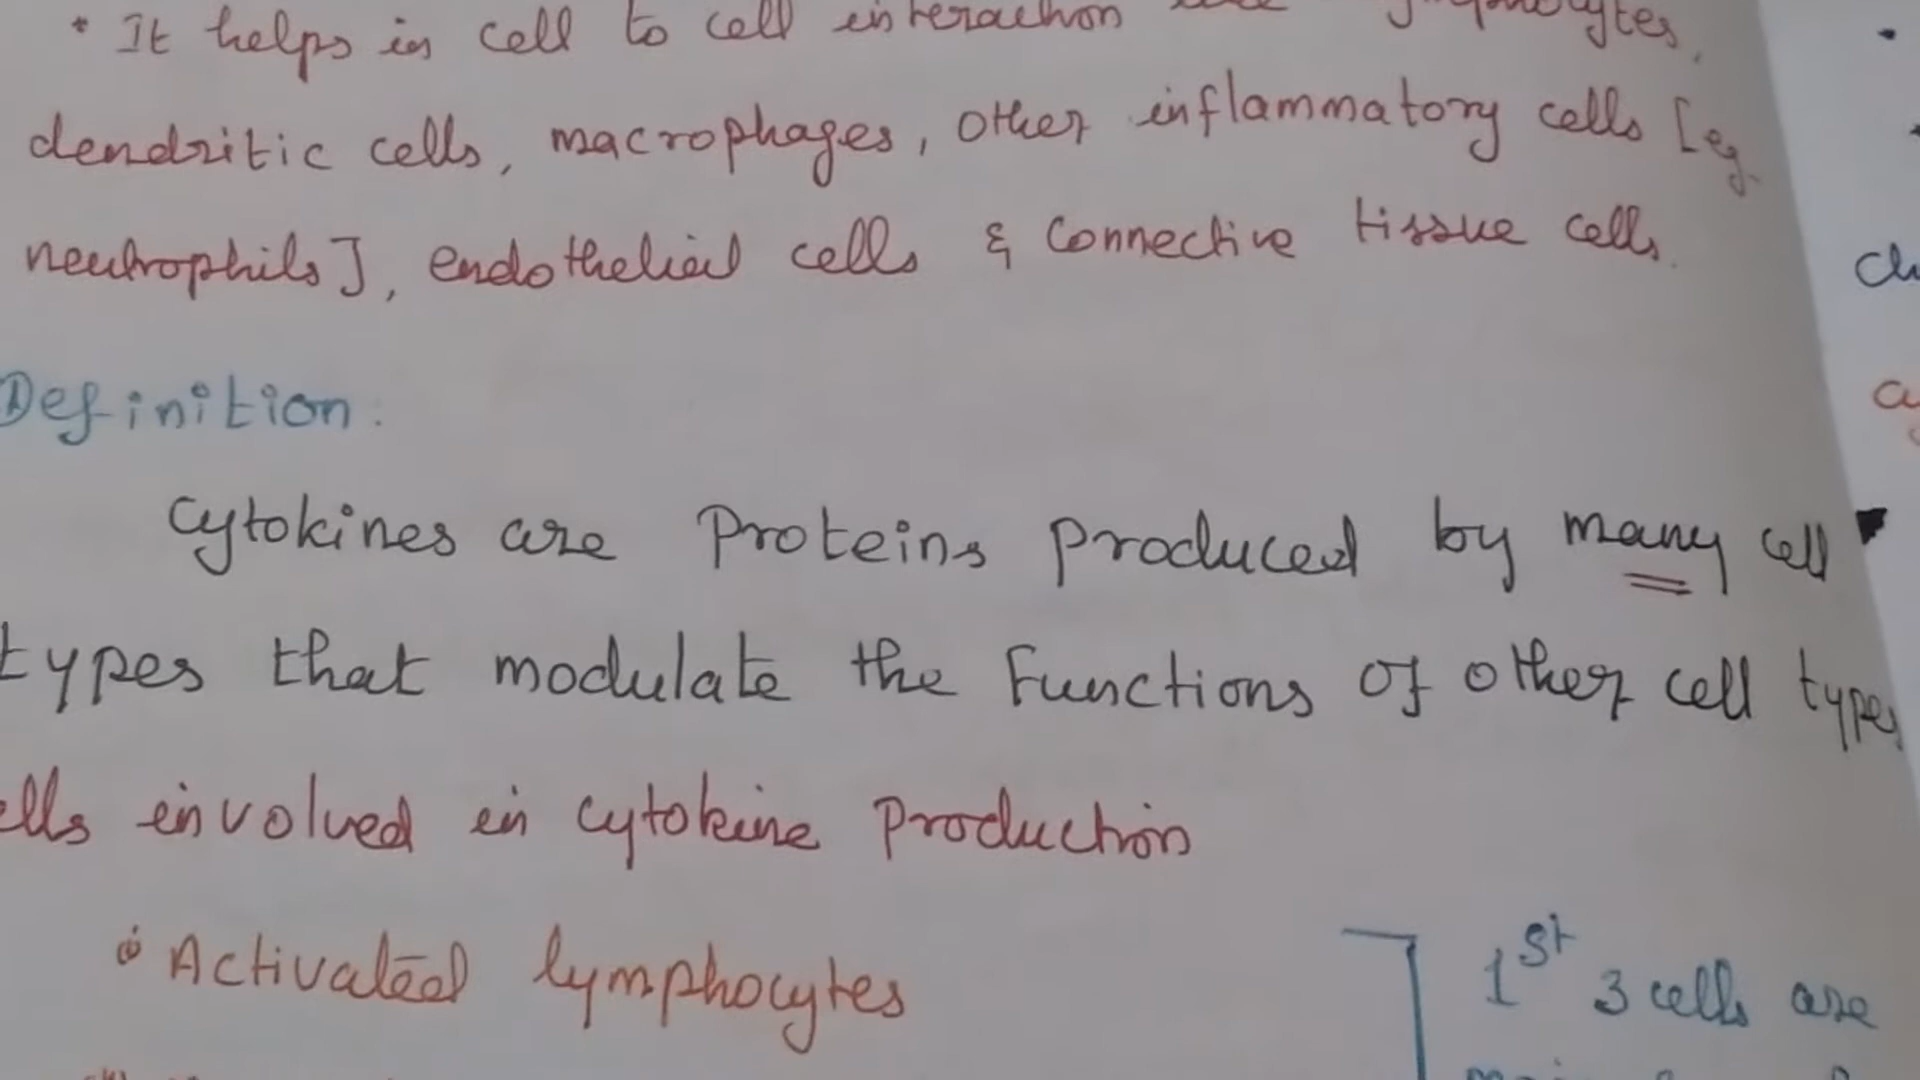 • It helps in cell to cell interaction lymphocytes,
dendritic cells, macrophages, other inflammatory cells [eg.
neutrophils], endothelial cells & connective tissue cells.
Definition:
Cytokines are proteins produced by many cell
types that modulate the functions of other cell types
ells involved in cytokine production
• Activated lymphocytes
1st 3 cells are